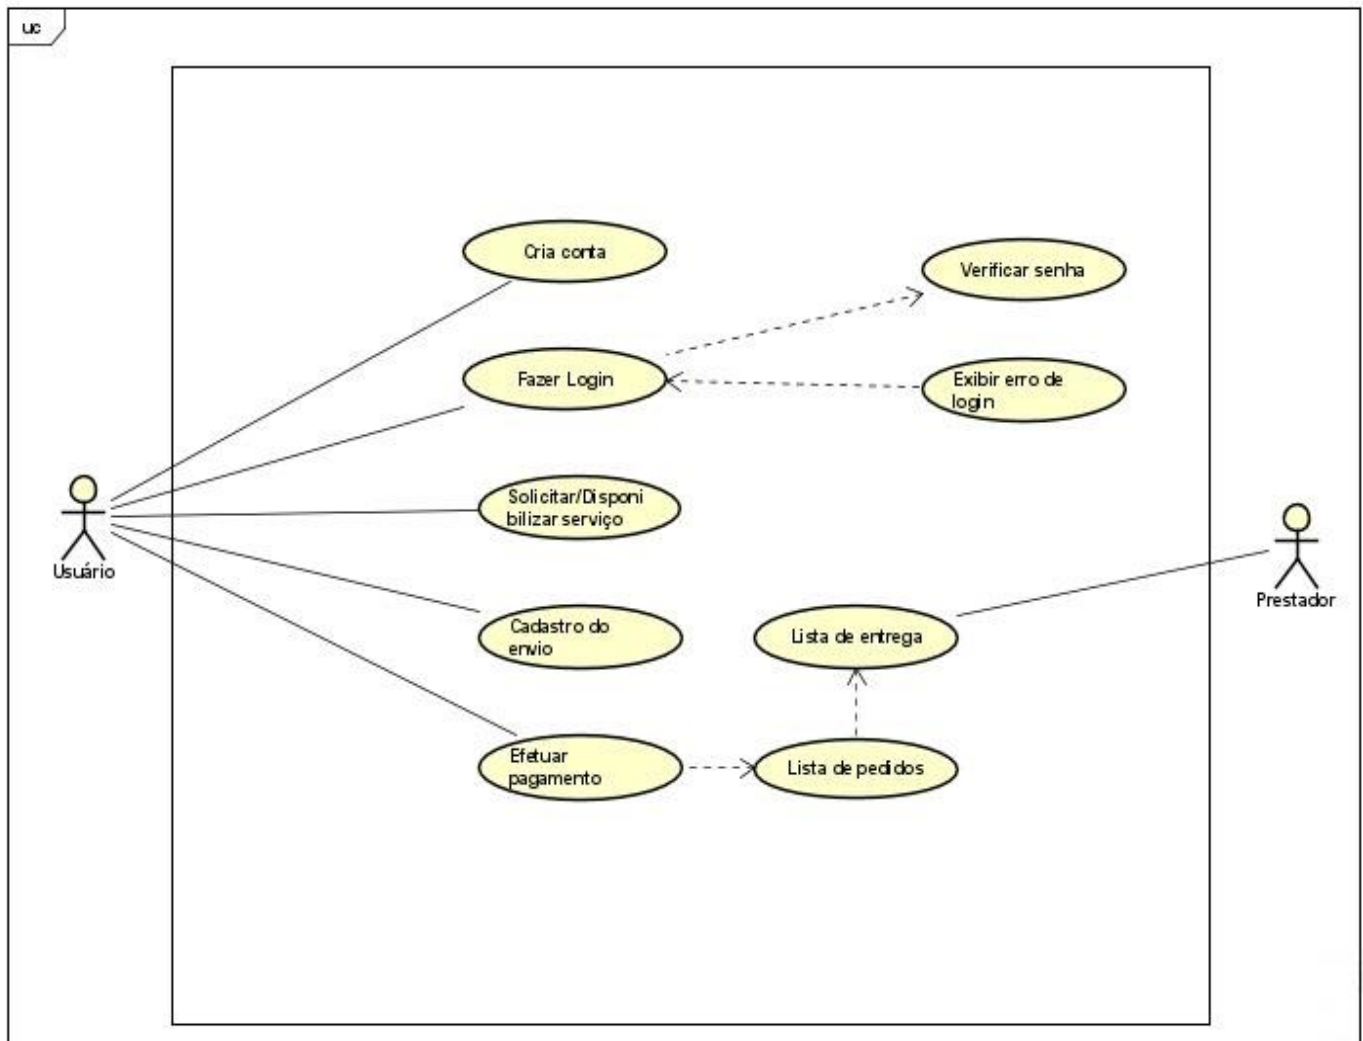 uc
Cria conta
Verificar senha
Fazer Login
Exibir erro de
login
Solicitar/Disponi
bilizar serviço
Usuário
Prestador
Cadastro do
envio
Lista de entrega
Efetuar
pagamento
Lista de pedidos